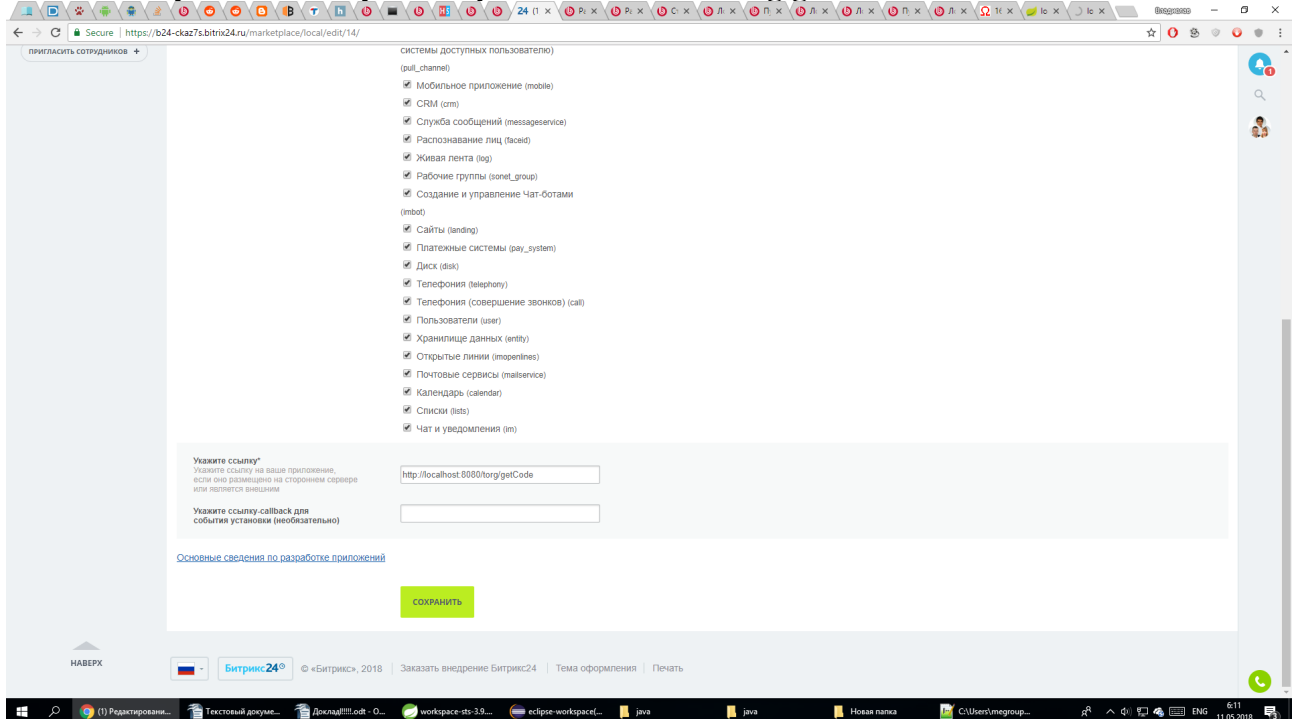 24 (1
Secure | https://b24-ckaz7s.bitrix24.ru/marketplace/local/edit/14/
ПРИГЛАСИТЬ СОТРУДНИКОВ +
системы доступных пользователю)
(pull_channel)
Мобильное приложение (mobile)
CRM (crm)
Служба сообщений (messageservice)
Распознавание лиц (faceid)
Живая лента (log)
Рабочие группы (sonet_group)
Создание и управление Чат-ботами
(imbot)
Сайты (landing)
Платежные системы (pay_system)
Диск (disk)
Телефония (telephony)
Телефония (совершение звонков) (call)
Пользователи (user)
Хранилище данных (entity)
Открытые линии (imopenlines)
Почтовые сервисы (mailservice)
Календарь (calendar)
Списки (lists)
Чат и уведомления (im)
Укажите ссылку*
Укажите ссылку на ваше приложение,
если оно размещено на стороннем сервере
или является внешним
http://localhost:8080/torg/getCode
Укажите ссылку-callback для
события установки (необязательно)
Основные сведения по разработке приложений
СОХРАНИТЬ
НАВЕРХ
Битрикс24 © «Битрикс», 2018 Заказать внедрение Битрикс24 Тема оформления Печать
(1) Редактировани... Текстовый докуме... Доклад!!!!!.odt - O... workspace-sts-3.9.... eclipse-workspace(... java java Новая папка C:\Users\megroup... ENG 6:11
11.05.2018